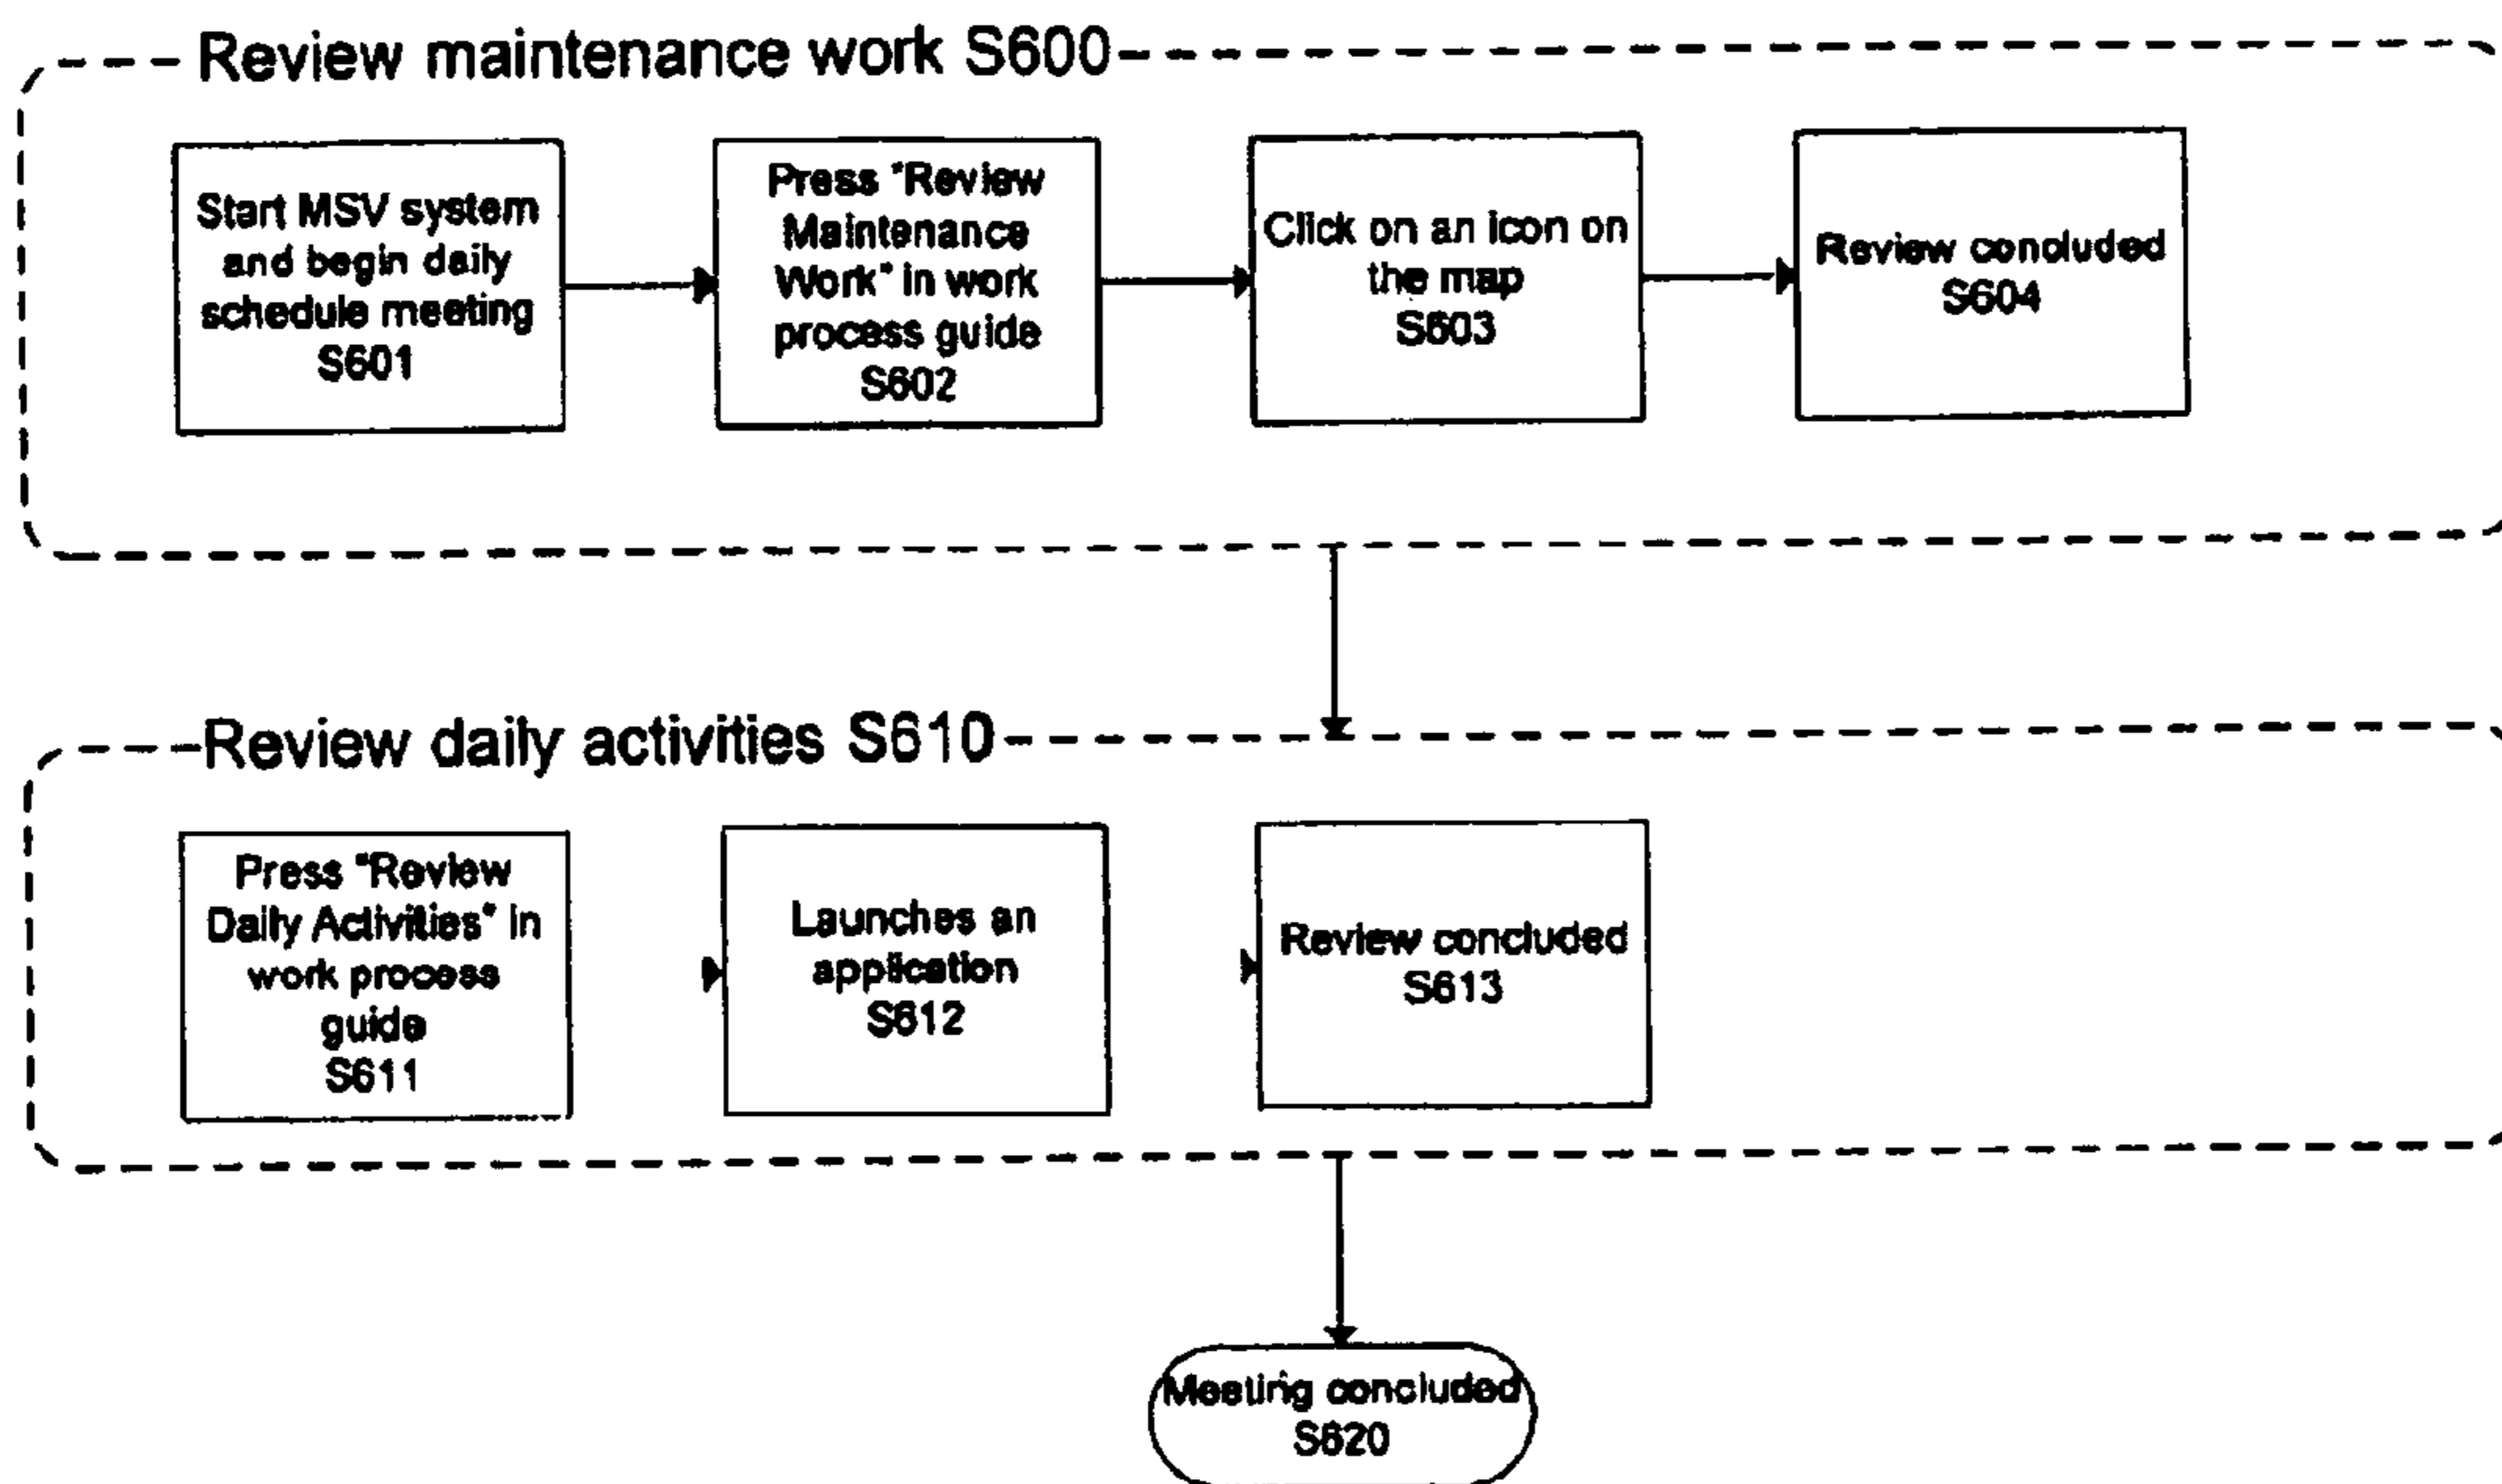 Review maintenance work S600
Start MSV system
and begin daily
schedule meeting
S601
Press "Review
Maintenance
Work" in work
process guide
S602
Click on an icon on
the map
S603
Review concluded
S604
Review daily activities S610
Press "Review
Daily Activities" in
work process
guide
S611
Launches an
application
S612
Review concluded
S613
Meeting concluded
S620